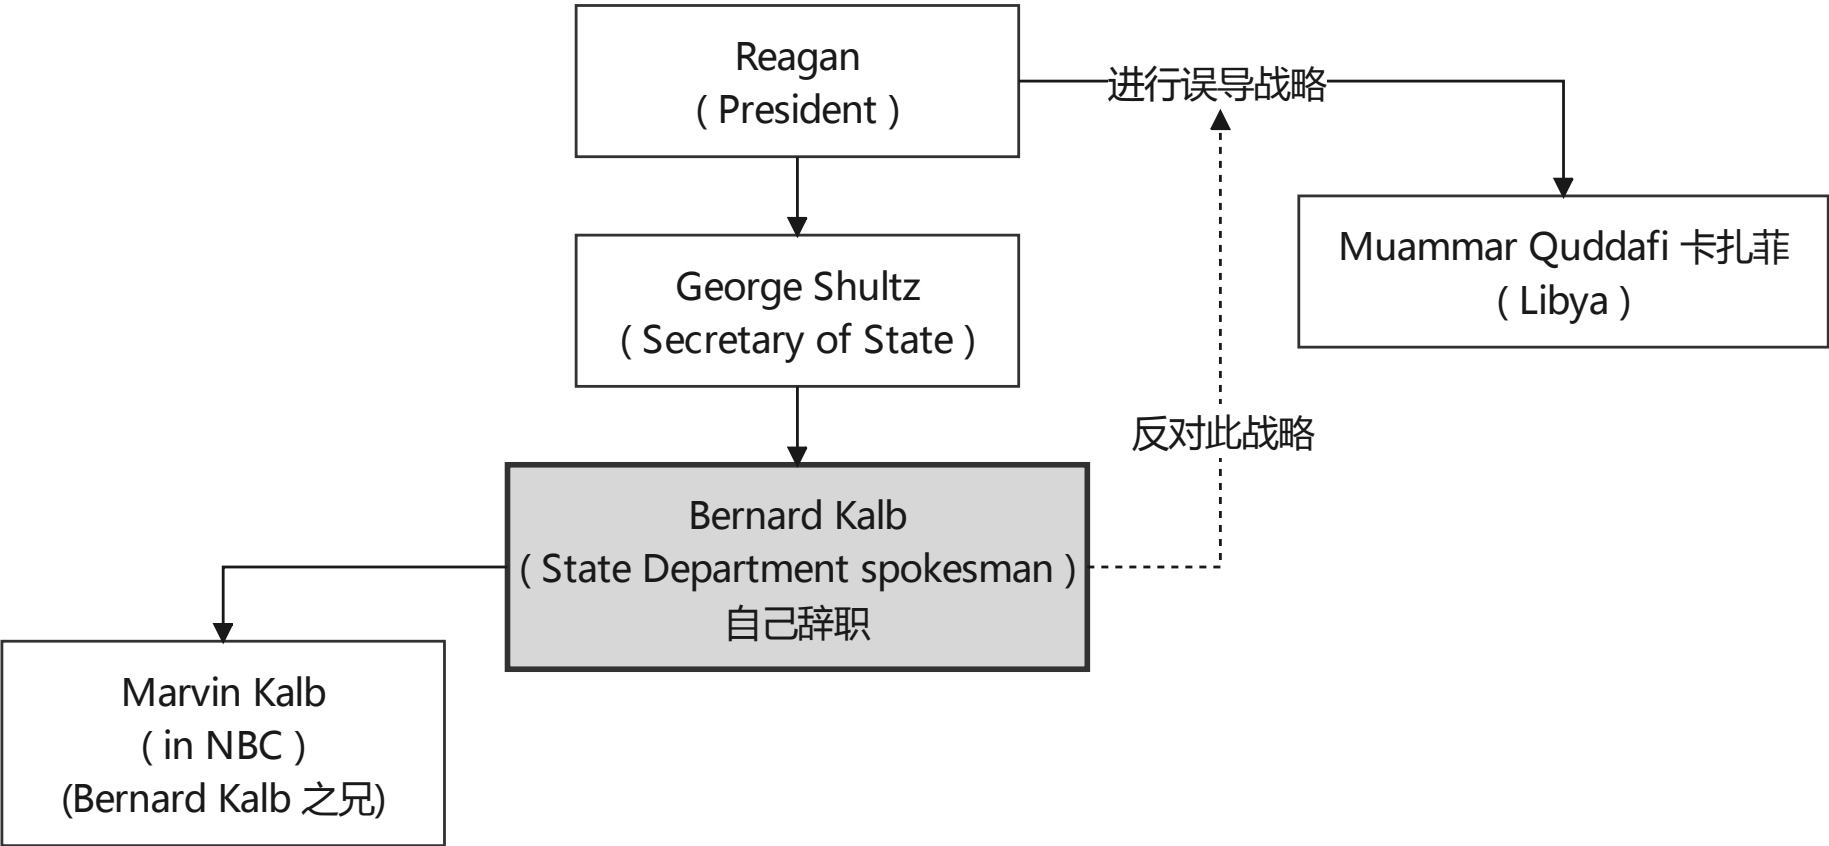 Reagan
( President )
进行误导战略
George Shultz
( Secretary of State )
Muammar Quddafi 卡扎菲
( Libya )
反对此战略
Bernard Kalb
( State Department spokesman )
自己辞职
Marvin Kalb
( in NBC )
(Bernard Kalb 之兄)